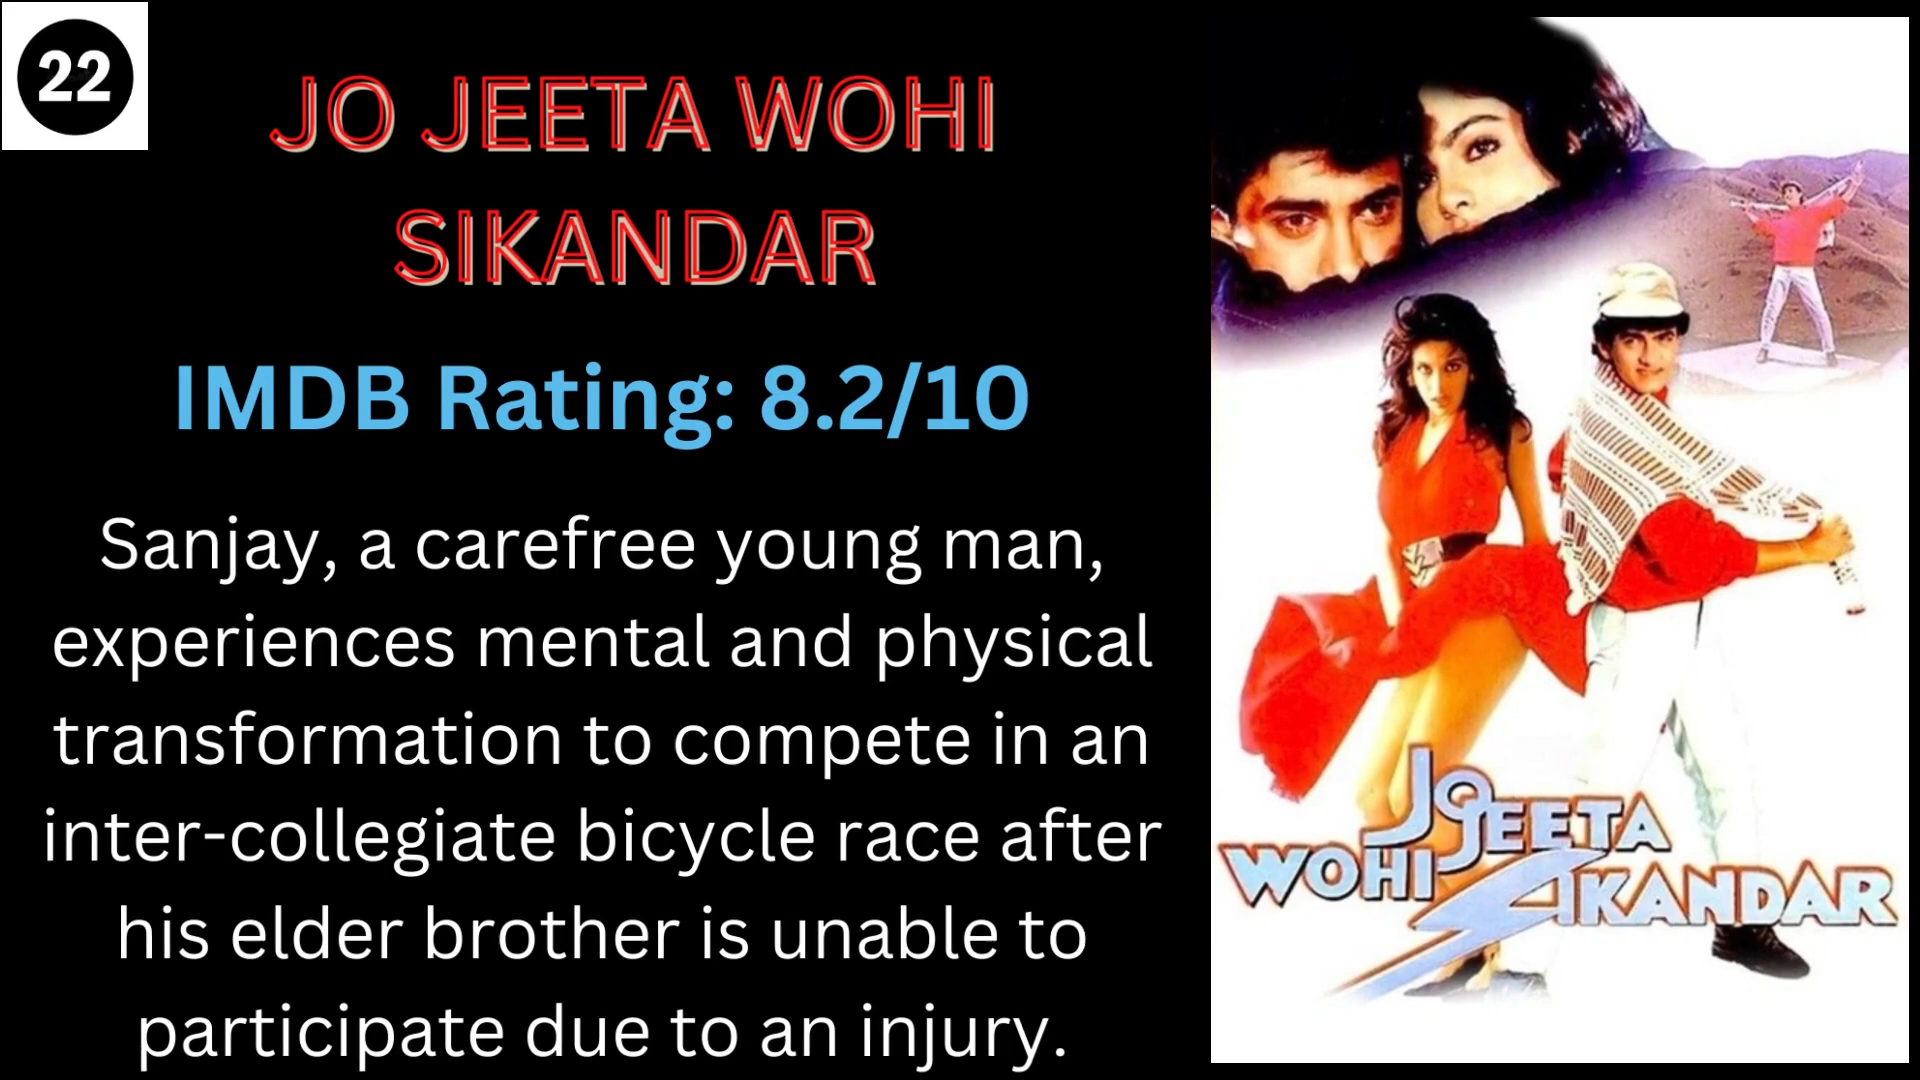 22
JO JEETA WOHI
SIKANDAR
IMDB Rating: 8.2/10
Sanjay, a carefree young man,
experiences mental and physical
transformation to compete in an
inter-collegiate bicycle race after
his elder brother is unable to
participate due to an injury.
JO JEETA
WOHI SIKANDAR